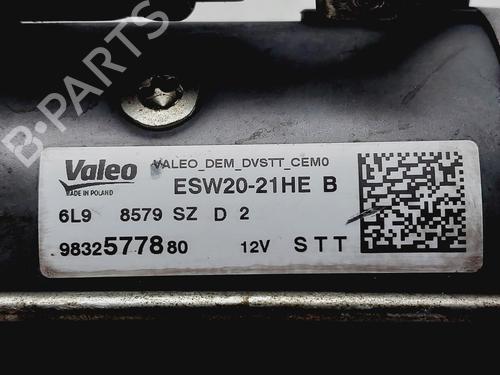 B-PARTS
Valeo
MADE IN POLAND
VALEO_DEM_DVSTT_CEM0
ESW20-21HE B
6L9 8579 SZ D 2
9832577880 12V STT